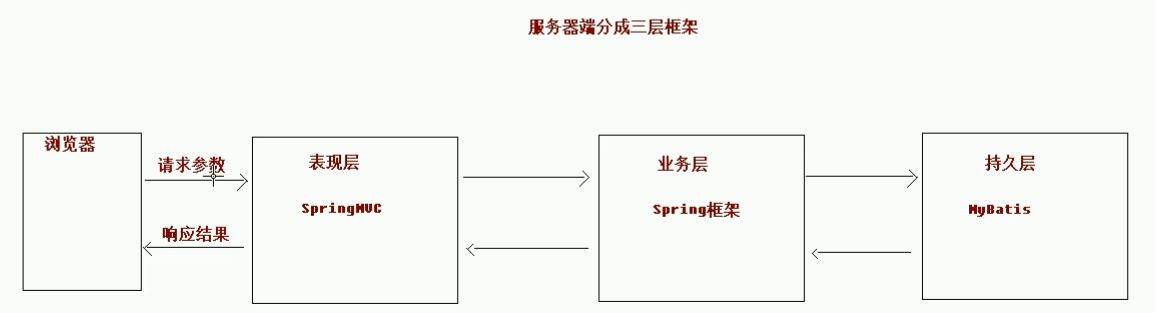 服务器端分成三层框架
浏览器
请求参数
响应结果
表现层
SpringMVC
业务层
Spring框架
持久层
MyBatis